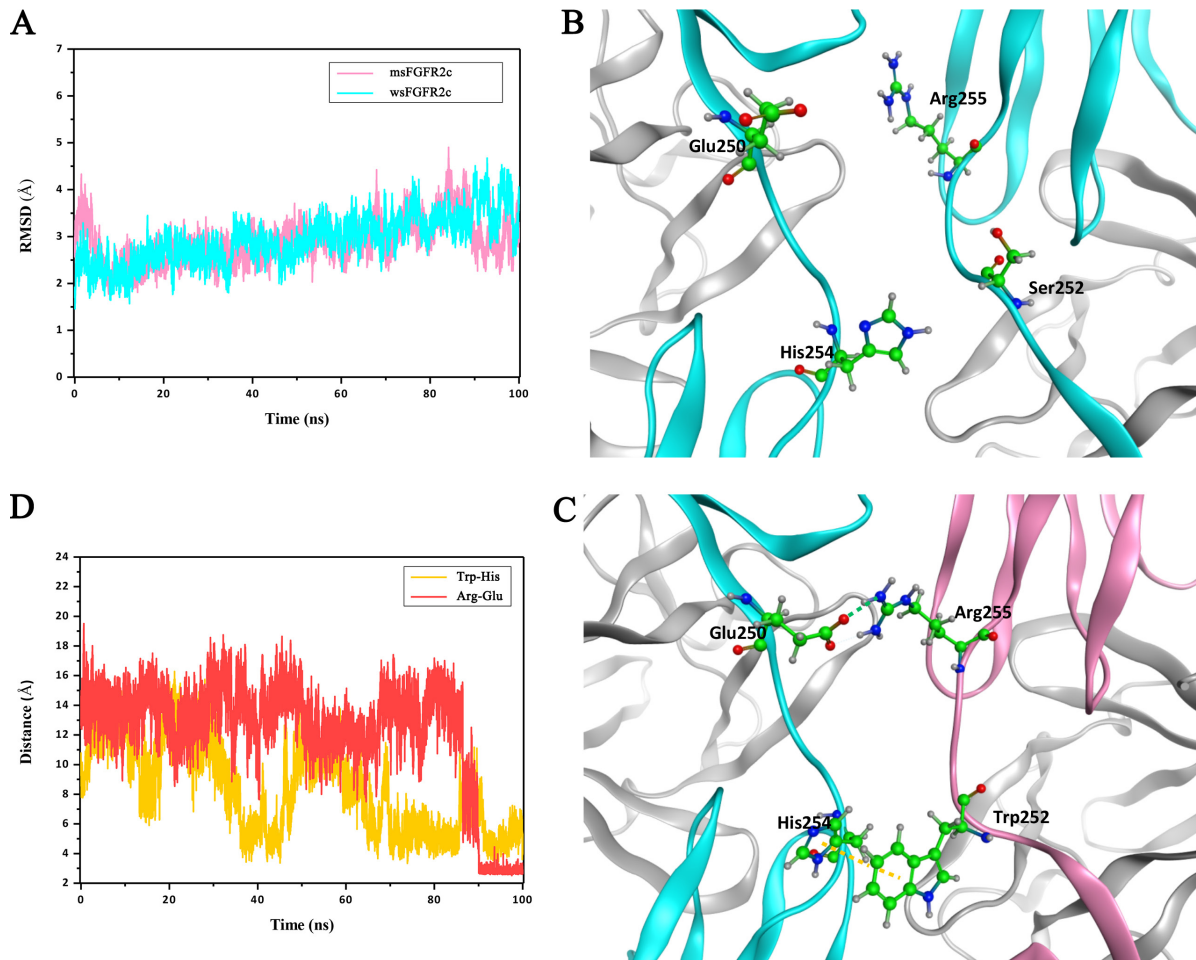 A
7
6
5
4
3
2
1
0
RMSD (Å)
msFGFR2c
wsFGFR2c
0 20 40 60 80 100
Time (ns)
B
Glu250
Arg255
Ser252
His254
D
24
22
20
18
16
14
12
10
8
6
4
2
Distance (Å)
Trp-His
Arg-Glu
0 20 40 60 80 100
Time (ns)
C
Glu250
Arg255
His254
Trp252